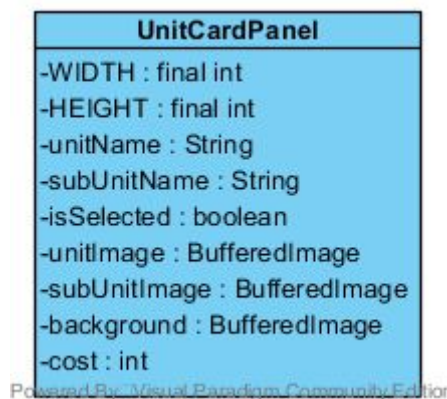 UnitCardPanel
-WIDTH : final int
-HEIGHT : final int
-unitName : String
-subUnitName : String
-isSelected : boolean
-unitImage : BufferedImage
-subUnitImage : BufferedImage
-background : BufferedImage
-cost : int
Powered By Visual Paradigm Community Edition